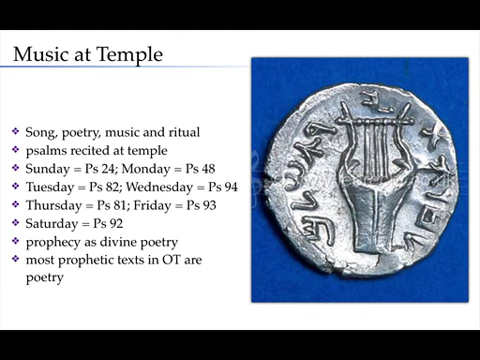 Music at Temple
Song, poetry, music and ritual
psalms recited at temple
Sunday = Ps 24; Monday = Ps 48
Tuesday = Ps 82; Wednesday = Ps 94
Thursday = Ps 81; Friday = Ps 93
Saturday = Ps 92
prophecy as divine poetry
most prophetic texts in OT are
poetry